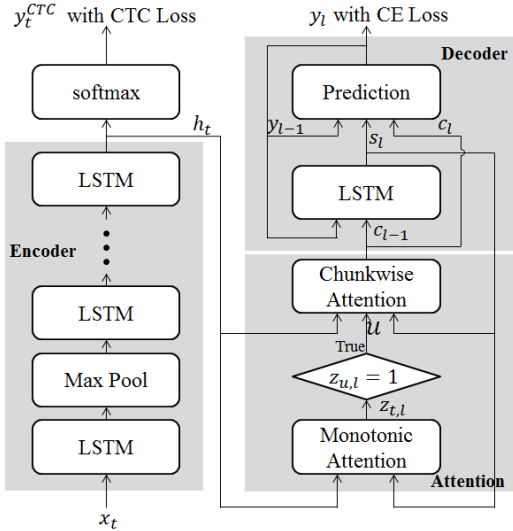 y_t^{CTC} with CTC Loss
softmax
h_t
LSTM
Encoder
LSTM
Max Pool
LSTM
x_t
y_l with CE Loss
Decoder
Prediction
y_{l-1}
s_l
c_l
LSTM
c_{l-1}
Chunkwise
Attention
u
True
z_{u,l} = 1
z_{t,l}
Monotonic
Attention
Attention